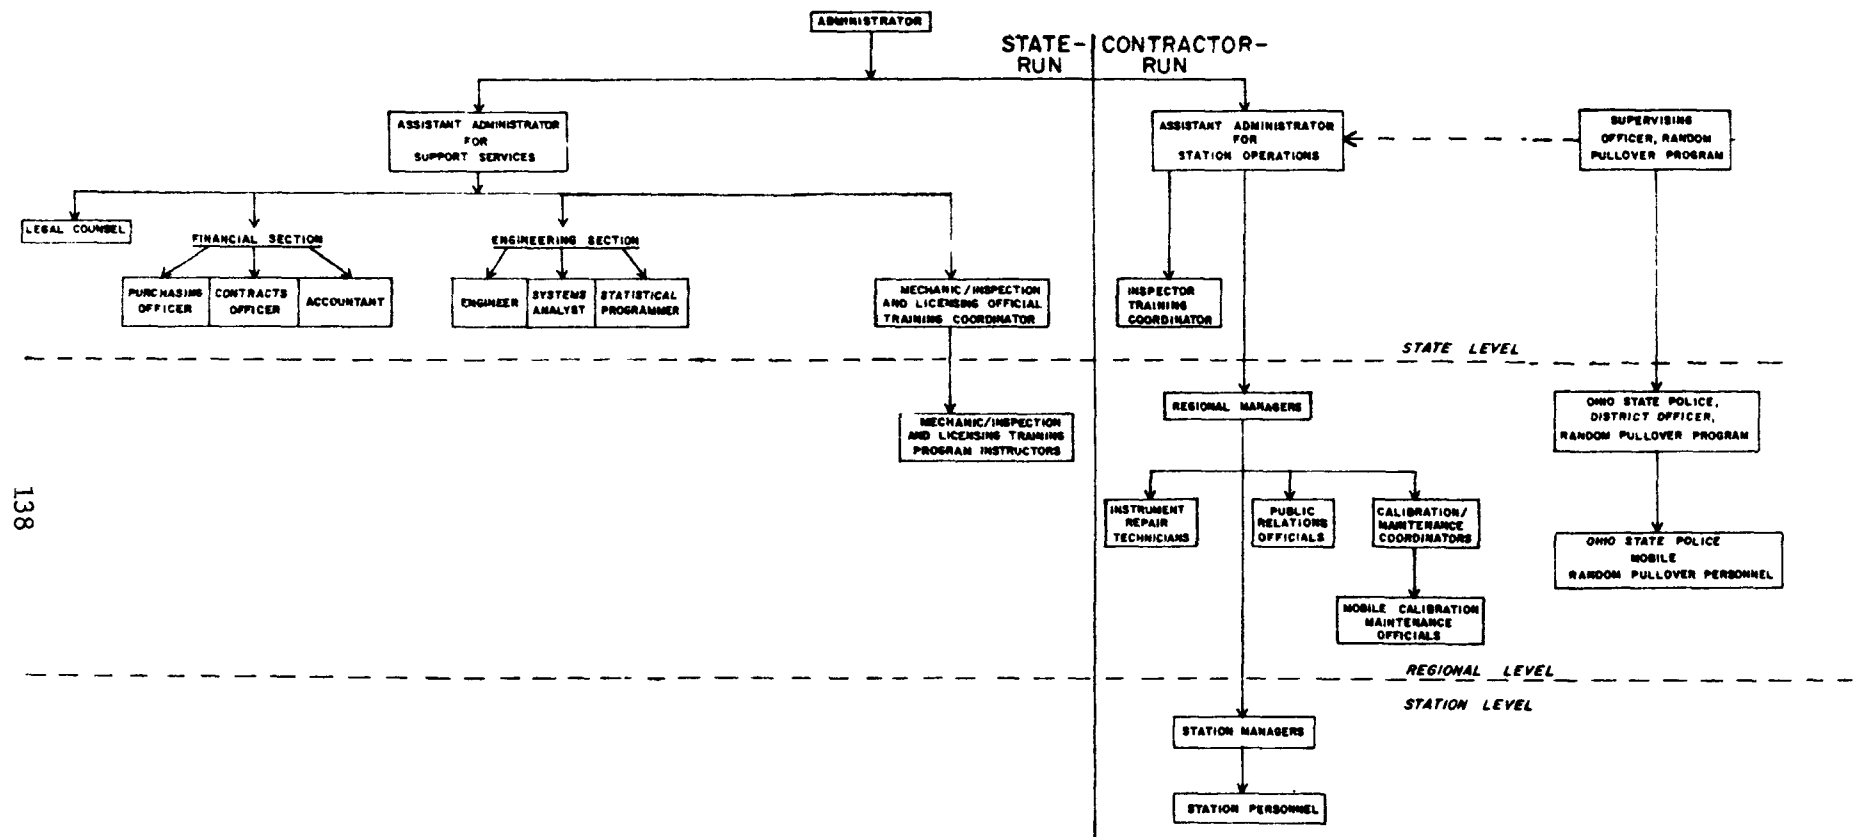 ADMINISTRATOR
STATE- CONTRACTOR-
RUN RUN
ASSISTANT ADMINISTRATOR
FOR
SUPPORT SERVICES
ASSISTANT ADMINISTRATOR
FOR
STATION OPERATIONS
SUPERVISING
OFFICER, RANDOM
PULLOVER PROGRAM
LEGAL COUNSEL
FINANCIAL SECTION
ENGINEERING SECTION
PURCHASING
OFFICER
CONTRACTS
OFFICER
ACCOUNTANT
ENGINEER
SYSTEMS
ANALYST
STATISTICAL
PROGRAMMER
MECHANIC/INSPECTION
AND LICENSING OFFICIAL
TRAINING COORDINATOR
INSPECTOR
TRAINING
COORDINATOR
STATE LEVEL
MECHANIC/INSPECTION
AND LICENSING TRAINING
PROGRAM INSTRUCTORS
REGIONAL MANAGERS
OHIO STATE POLICE,
DISTRICT OFFICER,
RANDOM PULLOVER PROGRAM
INSTRUMENT
REPAIR
TECHNICIANS
PUBLIC
RELATIONS
OFFICIALS
CALIBRATION/
MAINTENANCE
COORDINATORS
OHIO STATE POLICE
MOBILE
RANDOM PULLOVER PERSONNEL
MOBILE CALIBRATION
MAINTENANCE
OFFICIALS
REGIONAL LEVEL
STATION LEVEL
STATION MANAGERS
STATION PERSONNEL
138